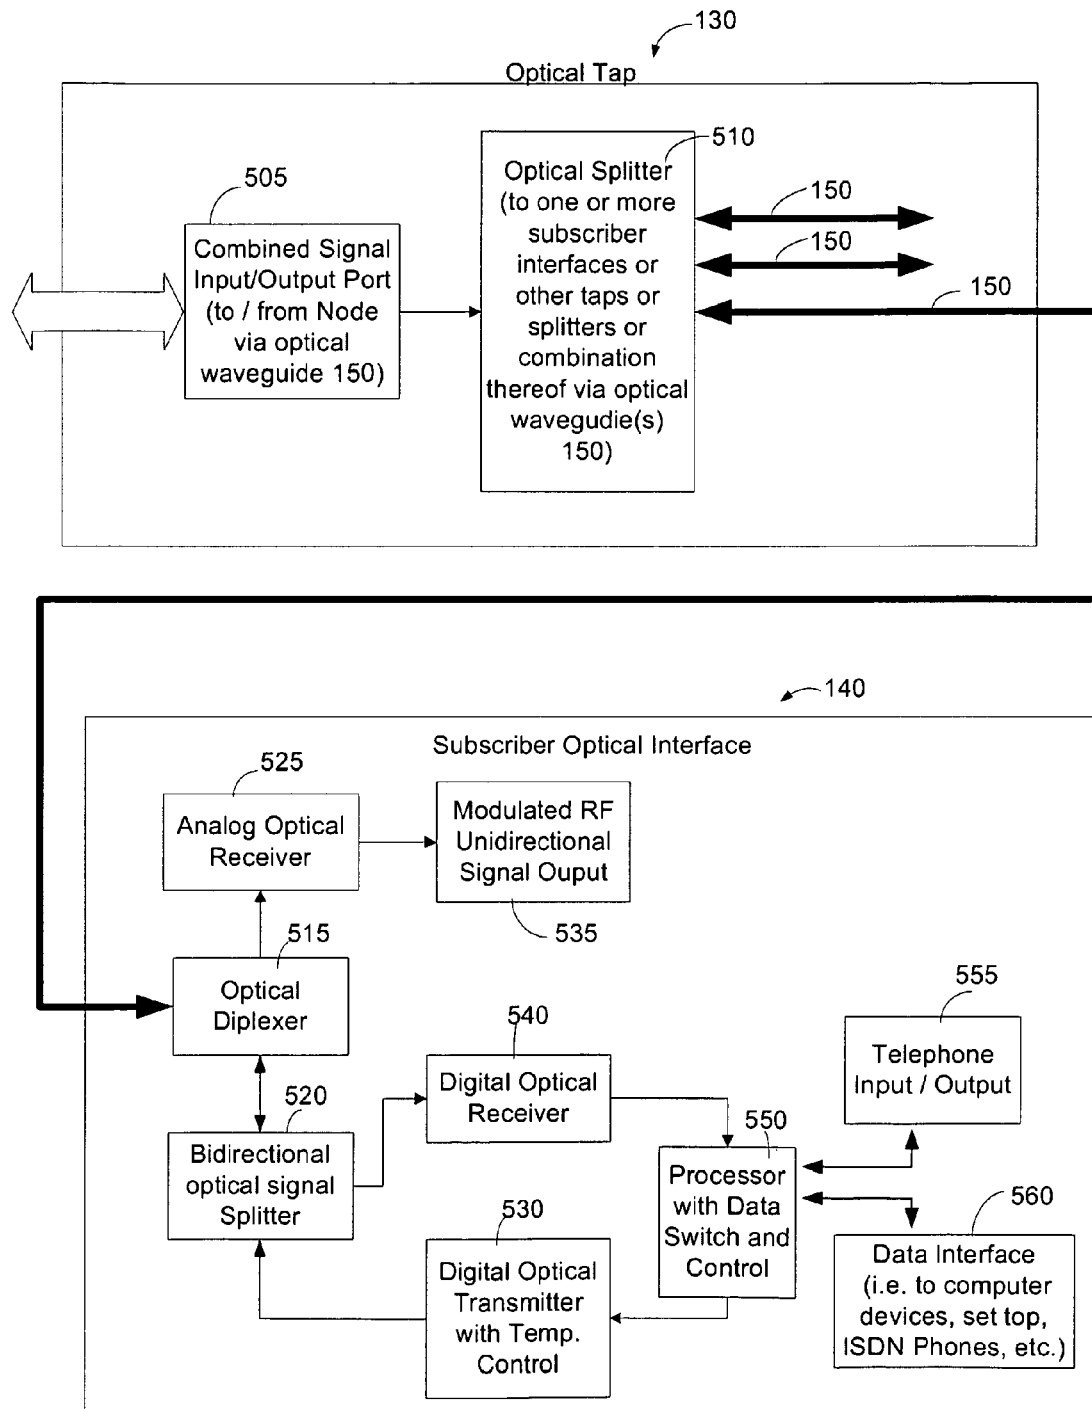 130
Optical Tap
510
505
Optical Splitter
(to one or more
subscriber
interfaces or
other taps or
splitters or
combination
thereof via optical
wavegudie(s)
150)
150
150
150
Combined Signal
Input/Output Port
(to / from Node
via optical
waveguide 150)
140
Subscriber Optical Interface
525
Analog Optical
Receiver
Modulated RF
Unidirectional
Signal Ouput
535
515
Optical
Diplexer
540
Digital Optical
Receiver
555
Telephone
Input / Output
520
Bidirectional
optical signal
Splitter
550
Processor
with Data
Switch and
Control
530
Digital Optical
Transmitter
with Temp.
Control
560
Data Interface
(i.e. to computer
devices, set top,
ISDN Phones, etc.)